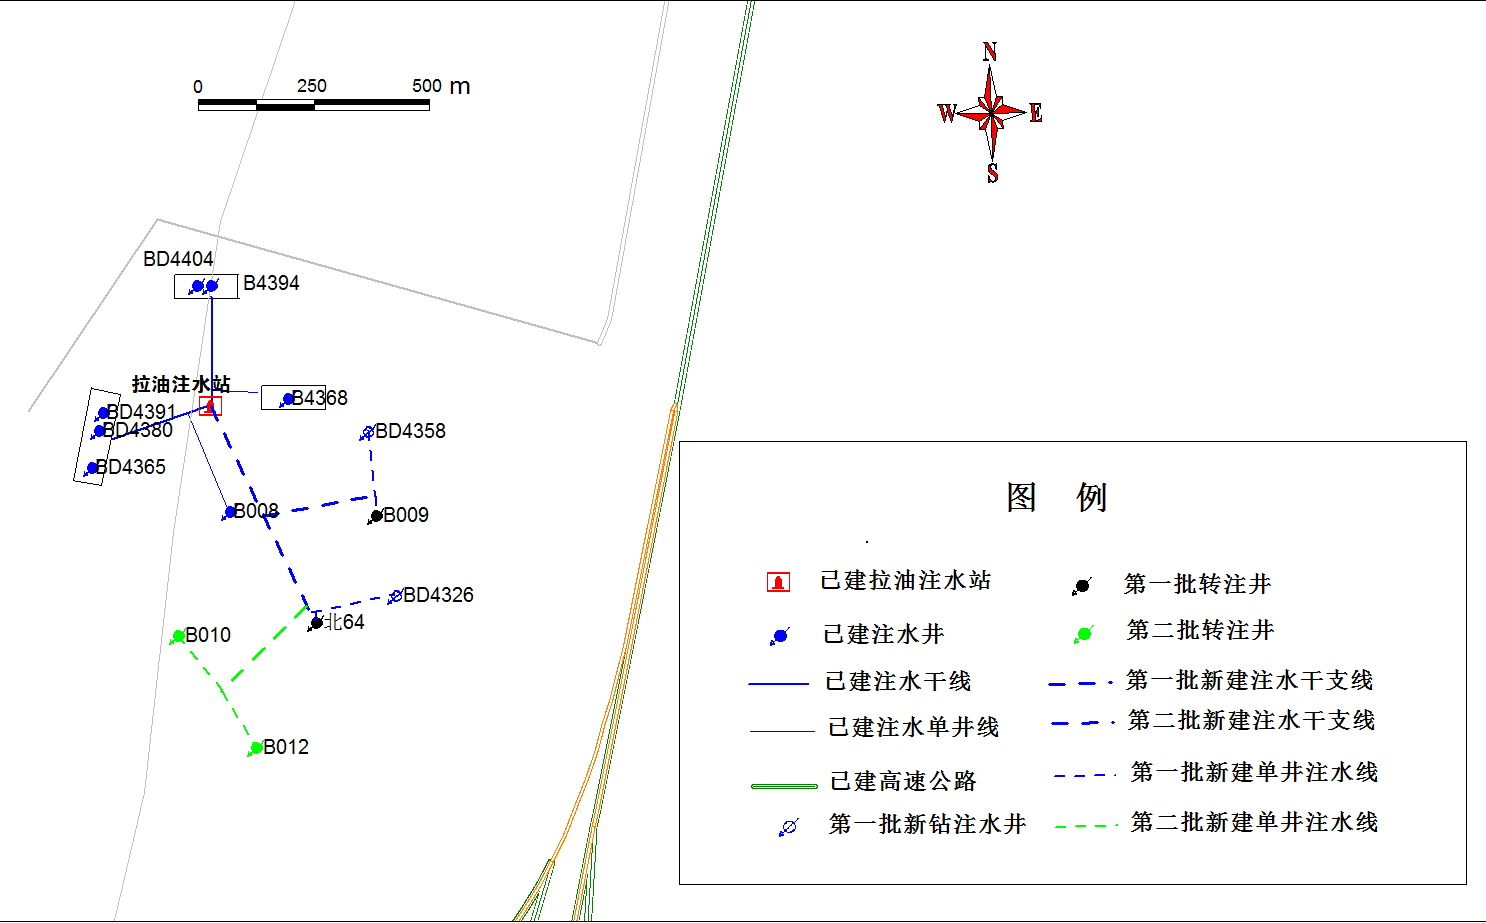 N
W
E
S
0
250
500 m
BD4404
B4394
拉油注水站
B4368
BD4391
BD4380
BD4365
BD4358
B008
B009
BD4326
北64
B010
B012
图 例
已建拉油注水站
第一批转注井
已建注水井
第二批转注井
已建注水干线
第一批新建注水干支线
已建注水单井线
第二批新建注水干支线
已建高速公路
第一批新建单井注水线
第一批新钻注水井
第二批新建单井注水线